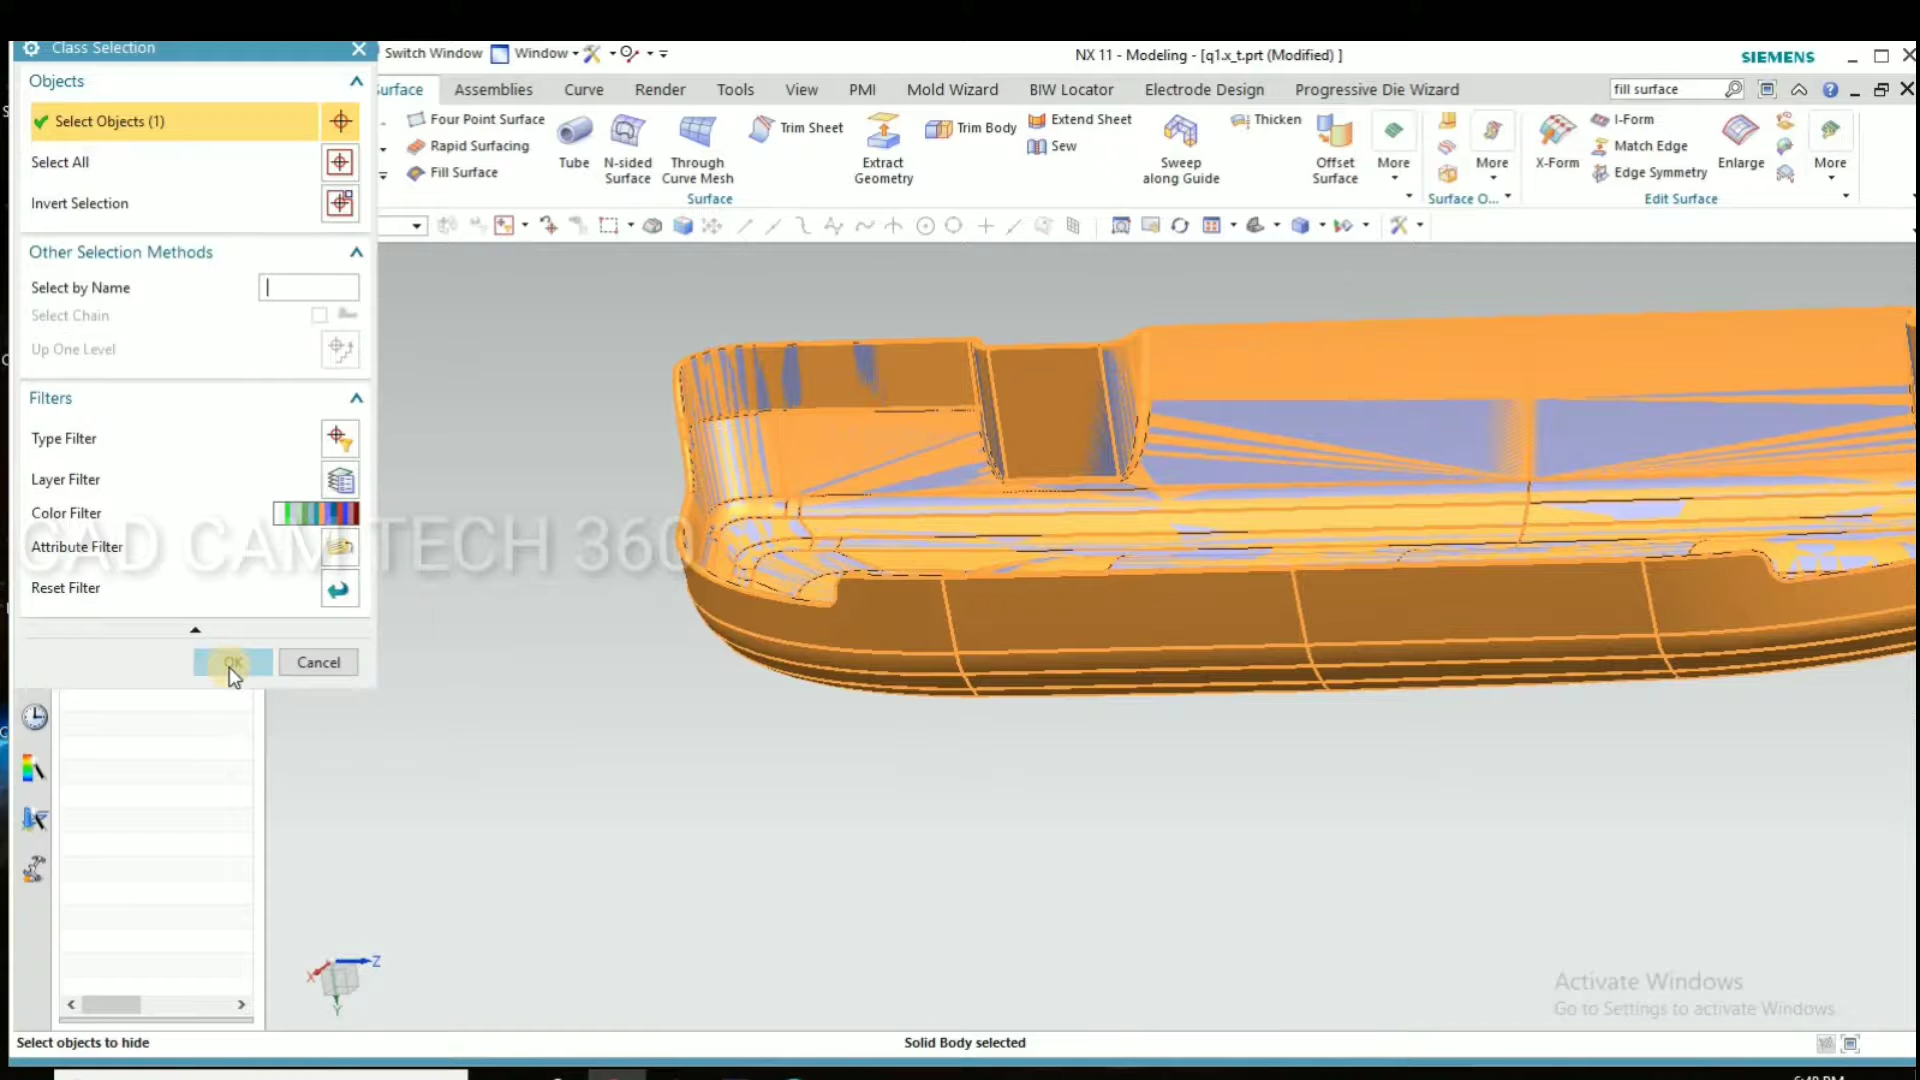 Class Selection
Switch Window
Window
NX 11 - Modeling - [q1.x_t.prt (Modified) ]
SIEMENS
Objects
urface
Assemblies
Curve
Render
Tools
View
PMI
Mold Wizard
BIW Locator
Electrode Design
Progressive Die Wizard
fill surface
Select Objects (1)
Select All
Invert Selection
Four Point Surface
Rapid Surfacing
Fill Surface
Tube
N-sided
Surface
Through
Curve Mesh
Trim Sheet
Extract
Geometry
Trim Body
Extend Sheet
Sew
Sweep
along Guide
Thicken
Offset
Surface
More
More
X-Form
I-Form
Match Edge
Edge Symmetry
Enlarge
More
Surface
Surface O...
Edit Surface
Other Selection Methods
Select by Name
Select Chain
Up One Level
Filters
Type Filter
Layer Filter
Color Filter
Attribute Filter
Reset Filter
CAD CAM TECH 360
OK
Cancel
X
Y
Z
Activate Windows
Go to Settings to activate Windows.
Select objects to hide
Solid Body selected